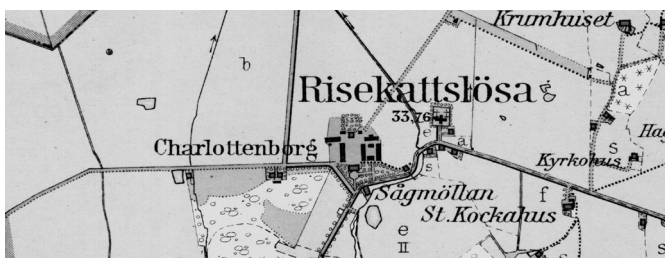 Krumhuset
b
Risekattslösa
a
33,76
e
Charlottenborg
a
s
s
Kyrkohus
Sågmöllan
f
St. Kockahus
e
II
s